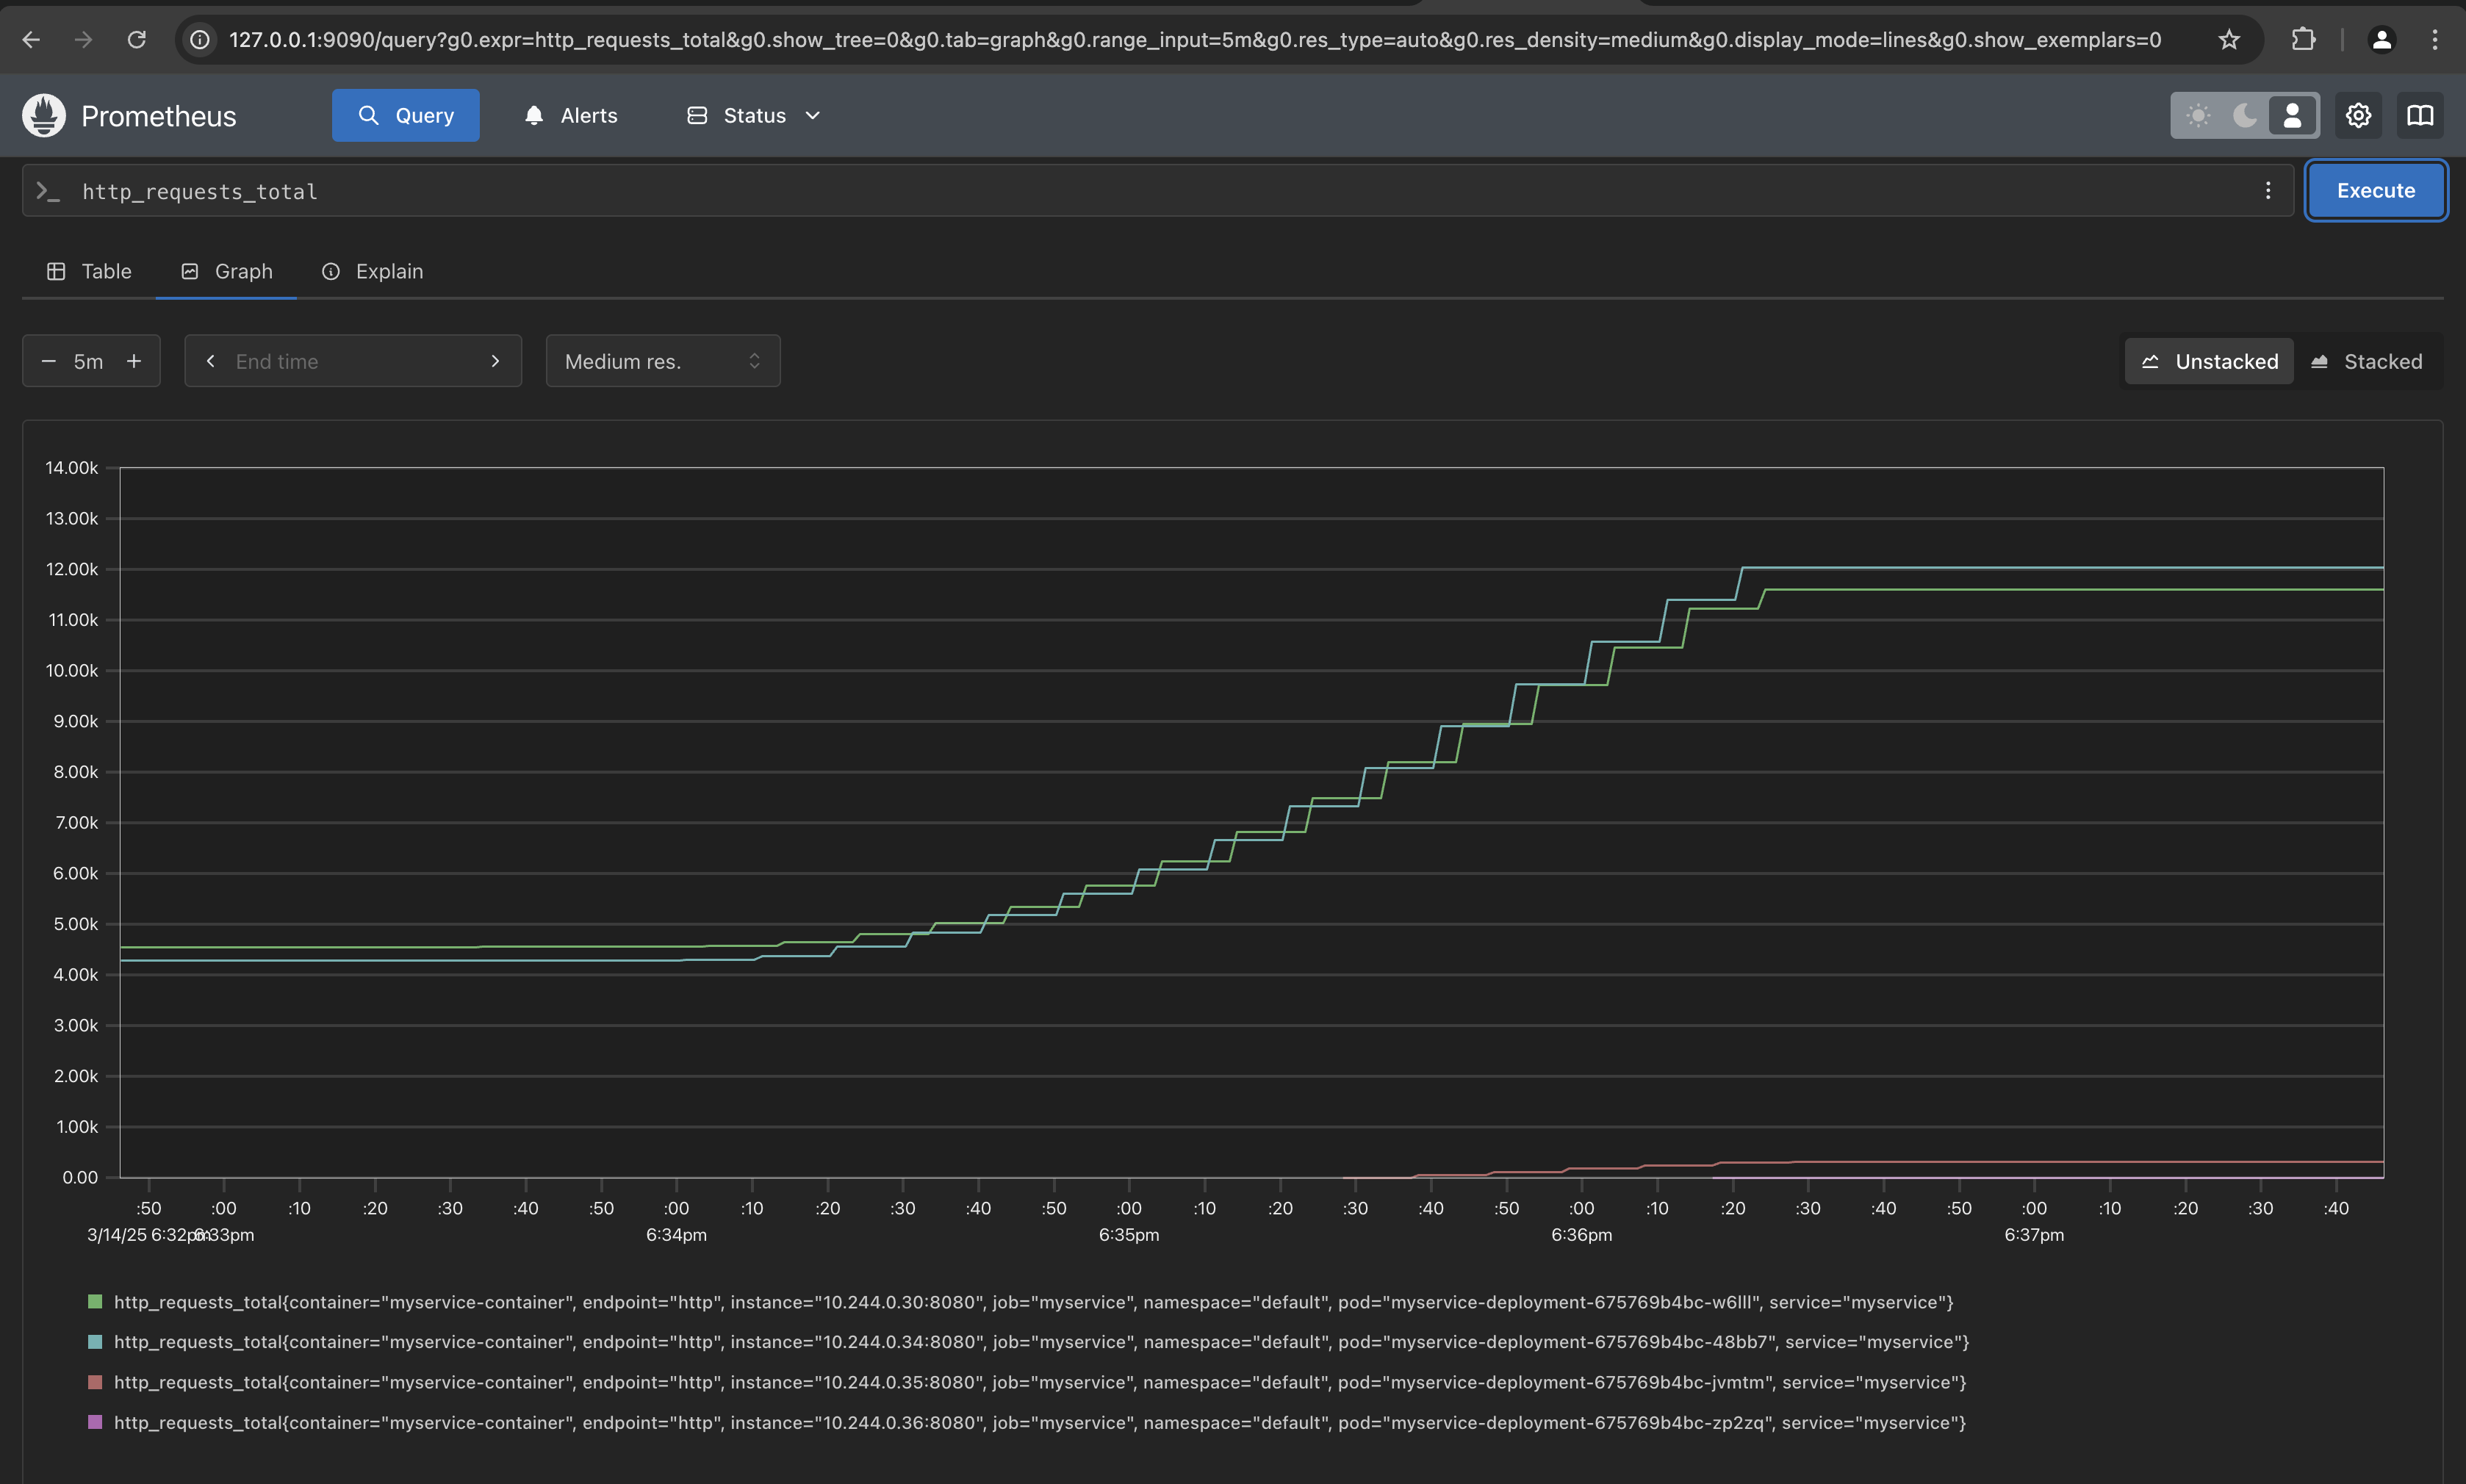 127.0.0.1:9090/query?g0.expr=http_requests_total&g0.show_tree=0&g0.tab=graph&g0.range_input=5m&g0.res_type=auto&g0.res_density=medium&g0.display_mode=lines&g0.show_exemplars=0
Prometheus Query Alerts Status
>_ http_requests_total Execute
Table Graph Explain
5m End time Medium res. Unstacked Stacked
14.00k
13.00k
12.00k
11.00k
10.00k
9.00k
8.00k
7.00k
6.00k
5.00k
4.00k
3.00k
2.00k
1.00k
0.00
:50 :00 :10 :20 :30 :40 :50 :00 :10 :20 :30 :40 :50 :00 :10 :20 :30 :40 :50 :00 :10 :20 :30 :40 :50 :00 :10 :20 :30 :40
3/14/25 6:32pm 6:33pm 6:34pm 6:35pm 6:36pm 6:37pm
http_requests_total{container="myservice-container", endpoint="http", instance="10.244.0.30:8080", job="myservice", namespace="default", pod="myservice-deployment-675769b4bc-w6lll", service="myservice"}
http_requests_total{container="myservice-container", endpoint="http", instance="10.244.0.34:8080", job="myservice", namespace="default", pod="myservice-deployment-675769b4bc-48bb7", service="myservice"}
http_requests_total{container="myservice-container", endpoint="http", instance="10.244.0.35:8080", job="myservice", namespace="default", pod="myservice-deployment-675769b4bc-jvmtm", service="myservice"}
http_requests_total{container="myservice-container", endpoint="http", instance="10.244.0.36:8080", job="myservice", namespace="default", pod="myservice-deployment-675769b4bc-zp2zq", service="myservice"}